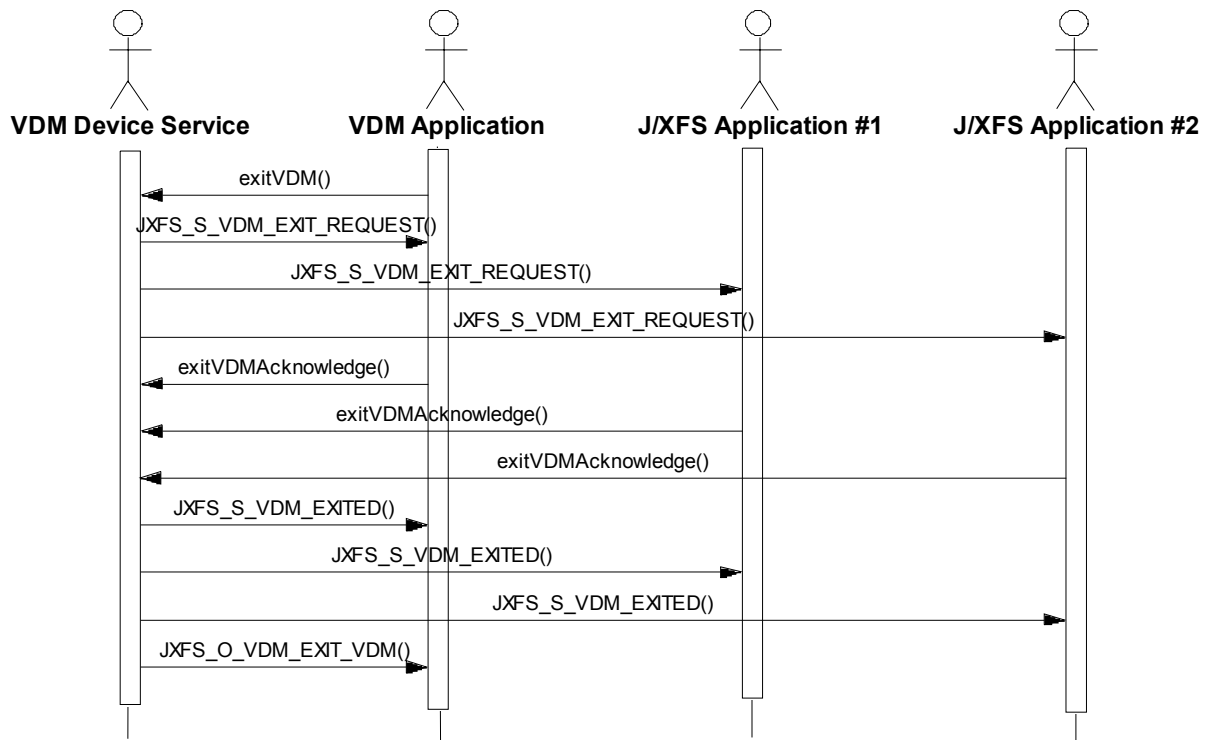 VDM Device Service
VDM Application
J/XFS Application #1
J/XFS Application #2
exitVDM()
JXFS_S_VDM_EXIT_REQUEST()
JXFS_S_VDM_EXIT_REQUEST()
JXFS_S_VDM_EXIT_REQUEST()
exitVDMAcknowledge()
exitVDMAcknowledge()
exitVDMAcknowledge()
JXFS_S_VDM_EXITED()
JXFS_S_VDM_EXITED()
JXFS_S_VDM_EXITED()
JXFS_O_VDM_EXIT_VDM()